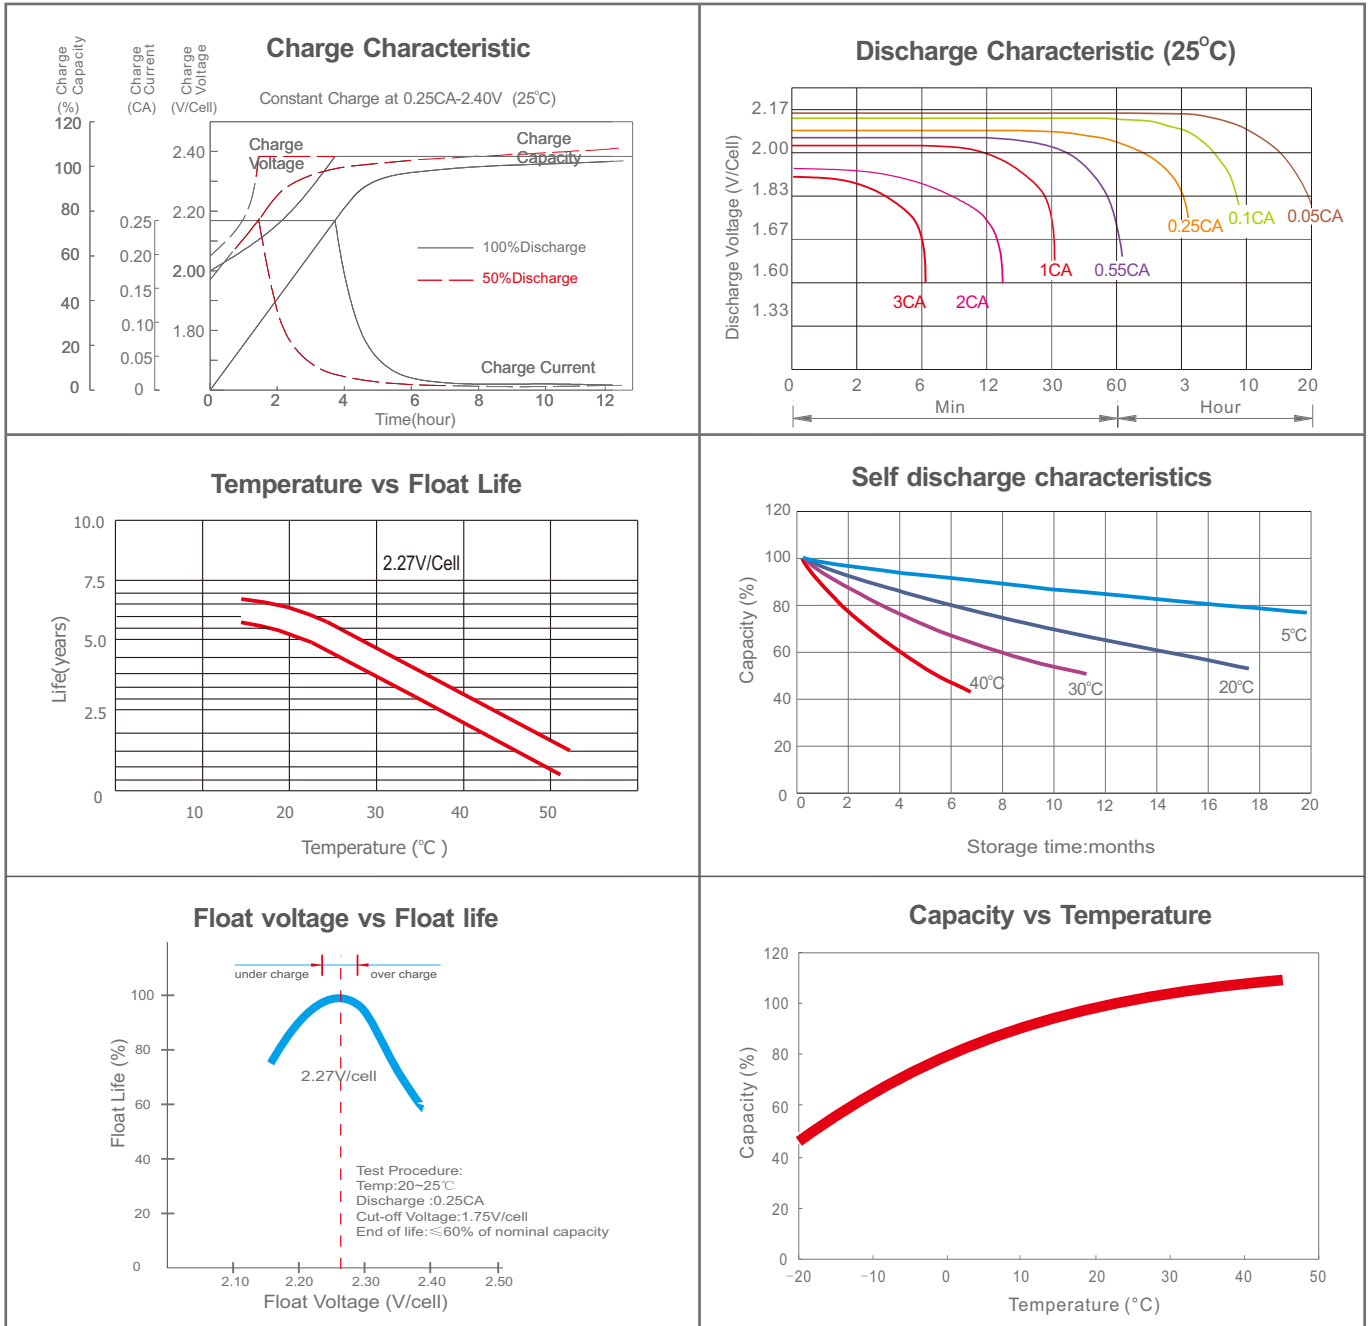 Charge Characteristic
Charge Capacity
Charge Current
Charge Voltage
(%)
(CA)
(V/Cell)
Constant Charge at 0.25CA-2.40V (25°C)
120
100
80
60
40
20
0
0.25
0.20
0.15
0.10
0.05
0
2.40
2.20
2.00
1.80
Charge
Voltage
Charge
Capacity
100%Discharge
50%Discharge
Charge Current
0 2 4 6 8 10 12
Time(hour)
Discharge Characteristic (25°C)
Discharge Voltage (V/Cell)
2.17
2.00
1.83
1.67
1.60
1.33
3CA
2CA
1CA
0.55CA
0.25CA
0.1CA
0.05CA
0 2 6 12 30 60 3 10 20
Min
Hour
Temperature vs Float Life
Life(years)
10.0
7.5
5.0
2.5
0
2.27V/Cell
10 20 30 40 50
Temperature (°C )
Self discharge characteristics
Capacity (%)
120
100
80
60
40
20
0
5°C
20°C
30°C
40°C
0 2 4 6 8 10 12 14 16 18 20
Storage time:months
Float voltage vs Float life
under charge
over charge
Float Life (%)
100
80
60
40
20
0
2.27V/cell
Test Procedure:
Temp:20~25℃
Discharge :0.25CA
Cut-off Voltage:1.75V/cell
End of life:≤60% of nominal capacity
2.10 2.20 2.30 2.40 2.50
Float Voltage (V/cell)
Capacity vs Temperature
Capacity (%)
120
100
80
60
40
20
0
−20 −10 0 10 20 30 40 50
Temperature (°C)